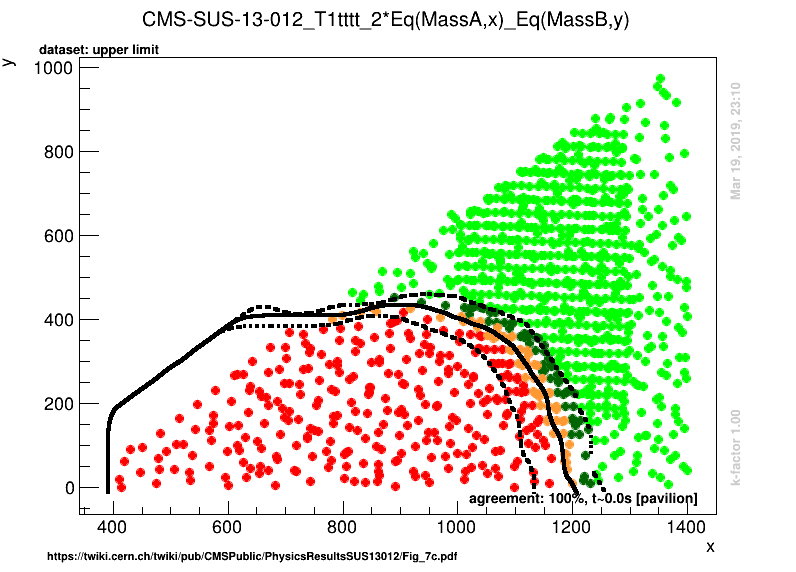 CMS-SUS-13-012_T1tttt_2*Eq(MassA,x)_Eq(MassB,y)
dataset: upper limit
y
1000
800
600
400
200
0
400
600
800
1000
1200
1400
x
agreement: 100%, t~0.0s [pavilion]
Mar 19, 2019, 23:10
k-factor 1.00
https://twiki.cern.ch/twiki/pub/CMSPublic/PhysicsResultsSUS13012/Fig_7c.pdf